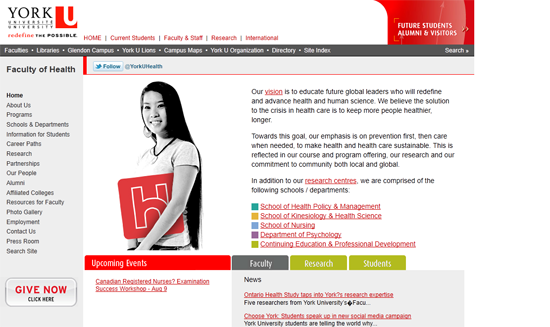 YORK U
UNIVERSITÉ
UNIVERSITY
redefine THE POSSIBLE.
HOME | Current Students | Faculty & Staff | Research | International
FUTURE STUDENTS
ALUMNI & VISITORS
Faculties • Libraries • Glendon Campus • York U Lions • Campus Maps • York U Organization • Directory • Site Index
Search
Faculty of Health
Follow @YorkUHealth
Home
About Us
Programs
Schools & Departments
Information for Students
Career Paths
Research
Partnerships
Our People
Alumni
Affiliated Colleges
Resources for Faculty
Photo Gallery
Employment
Contact Us
Press Room
Search Site
GIVE NOW
CLICK HERE
Our vision is to educate future global leaders who will redefine
and advance health and human science. We believe the solution
to the crisis in health care is to keep more people healthier,
longer.
Towards this goal, our emphasis is on prevention first, then care
when needed, to make health and health care sustainable. This is
reflected in our course and program offering, our research and our
commitment to community both local and global.
In addition to our research centres, we are comprised of the
following schools / departments:
School of Health Policy & Management
School of Kinesiology & Health Science
School of Nursing
Department of Psychology
Continuing Education & Professional Development
h
Upcoming Events
Canadian Registered Nurses? Examination
Success Workshop - Aug 9
Faculty
Research
Students
News
Ontario Health Study taps into York?s research expertise
Five researchers from York University's�Facu...
Choose York: Students speak up in new social media campaign
York University students are telling the world why...